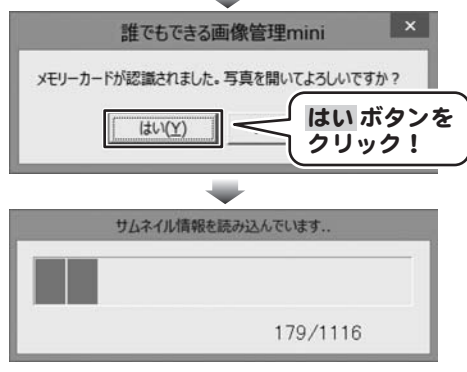 誰でもできる画像管理mini
×
メモリーカードが認識されました。写真を開いてよろしいですか？
はい(Y)
はい ボタンを
クリック！
サムネイル情報を読み込んでいます..
179/1116